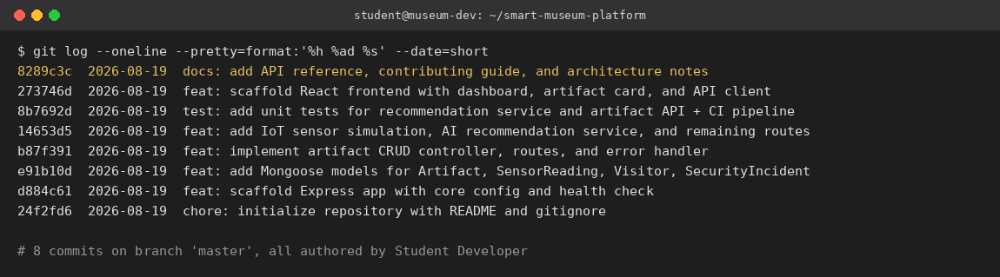 student@museum-dev: ~/smart-museum-platform
$ git log --oneline --pretty=format:'%h %ad %s' --date=short
8289c3c  2026-08-19  docs: add API reference, contributing guide, and architecture notes
273746d  2026-08-19  feat: scaffold React frontend with dashboard, artifact card, and API client
8b7692d  2026-08-19  test: add unit tests for recommendation service and artifact API + CI pipeline
14653d5  2026-08-19  feat: add IoT sensor simulation, AI recommendation service, and remaining routes
b87f391  2026-08-19  feat: implement artifact CRUD controller, routes, and error handler
e91b10d  2026-08-19  feat: add Mongoose models for Artifact, SensorReading, Visitor, SecurityIncident
d884c61  2026-08-19  feat: scaffold Express app with core config and health check
24f2fd6  2026-08-19  chore: initialize repository with README and gitignore
# 8 commits on branch 'master', all authored by Student Developer